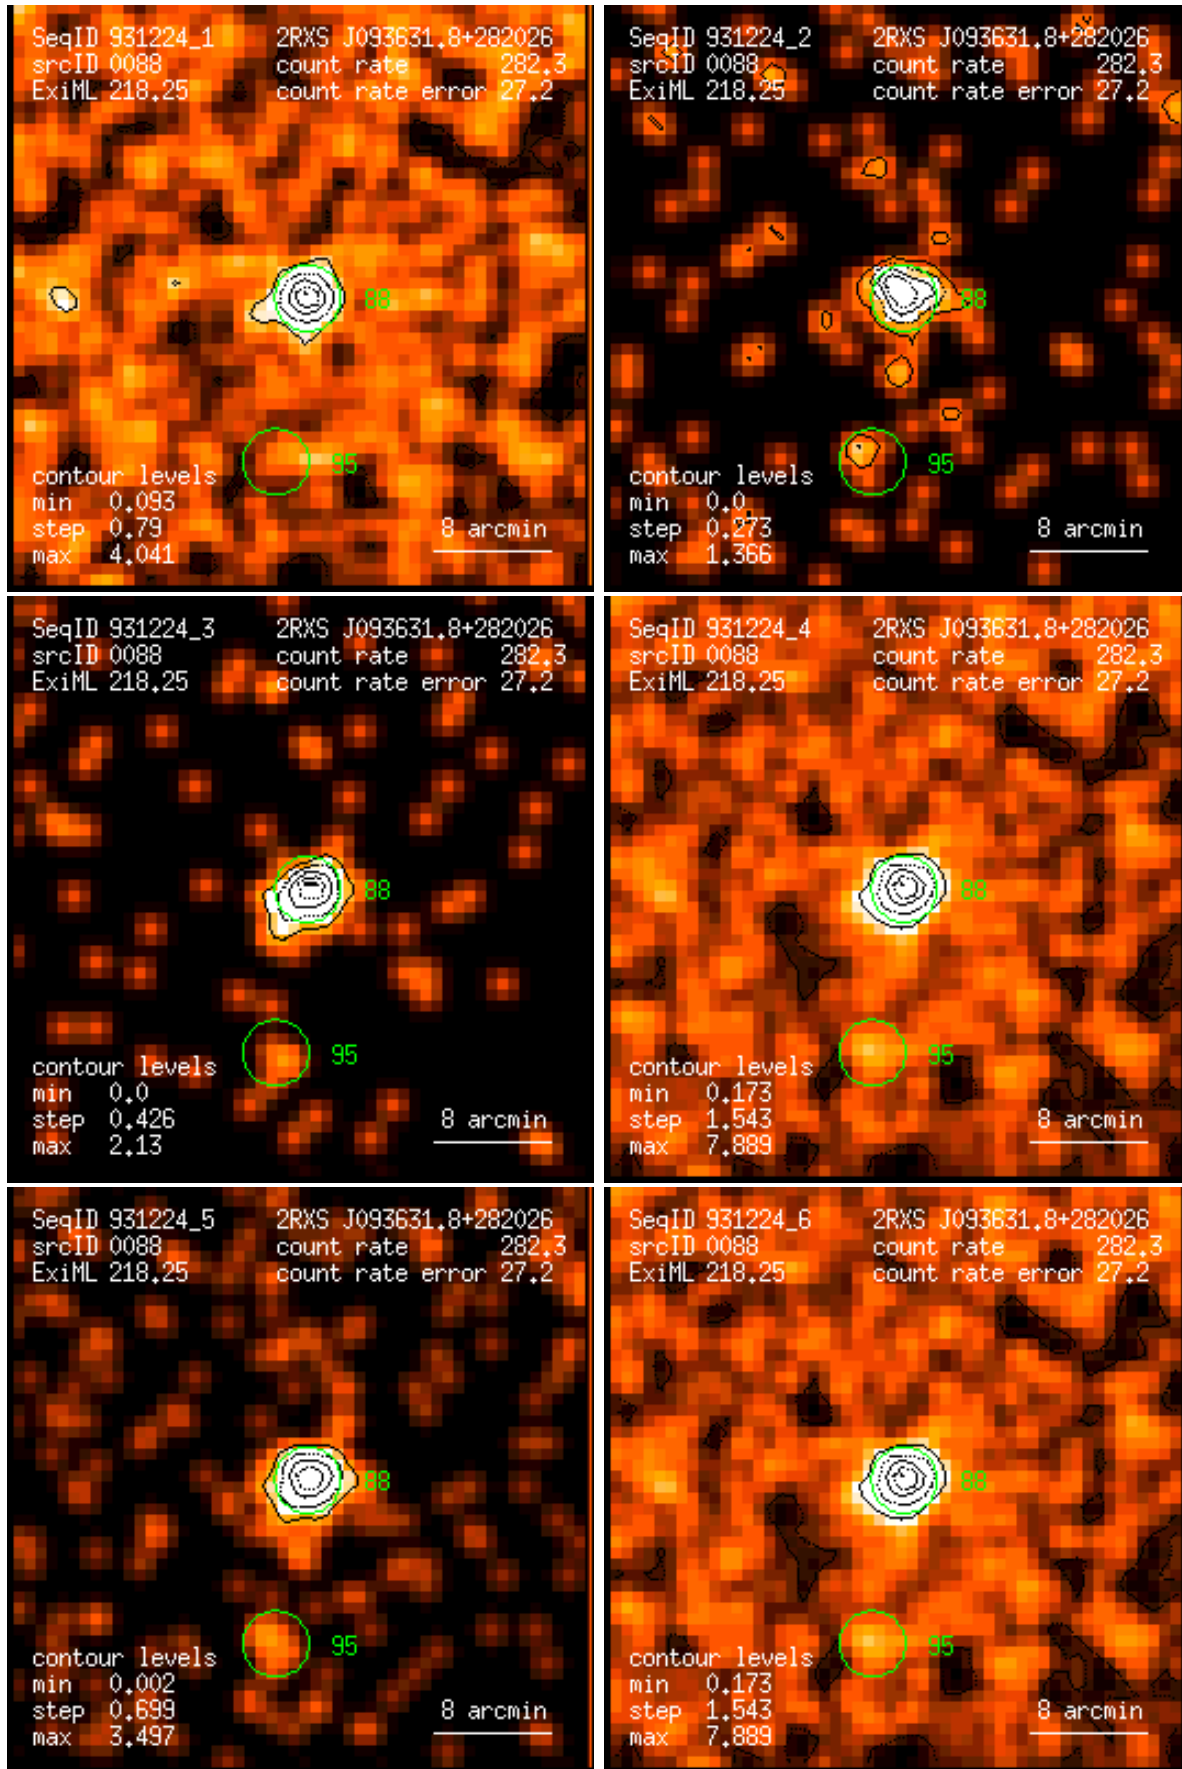 SeqID 931224_1 2RXS J093631.8+282026
srcID 0088 count rate 282.3
ExiML 218.25 count rate error 27.2
88
95
contour levels
min 0.093
step 0.79 8 arcmin
max 4.041
SeqID 931224_2 2RXS J093631.8+282026
srcID 0088 count rate 282.3
ExiML 218.25 count rate error 27.2
88
95
contour levels
min 0.0
step 0.273 8 arcmin
max 1.366
SeqID 931224_3 2RXS J093631.8+282026
srcID 0088 count rate 282.3
ExiML 218.25 count rate error 27.2
88
95
contour levels
min 0.0
step 0.426 8 arcmin
max 2.13
SeqID 931224_4 2RXS J093631.8+282026
srcID 0088 count rate 282.3
ExiML 218.25 count rate error 27.2
88
95
contour levels
min 0.173
step 1.543 8 arcmin
max 7.889
SeqID 931224_5 2RXS J093631.8+282026
srcID 0088 count rate 282.3
ExiML 218.25 count rate error 27.2
88
95
contour levels
min 0.002
step 0.699 8 arcmin
max 3.497
SeqID 931224_6 2RXS J093631.8+282026
srcID 0088 count rate 282.3
ExiML 218.25 count rate error 27.2
88
95
contour levels
min 0.173
step 1.543 8 arcmin
max 7.889